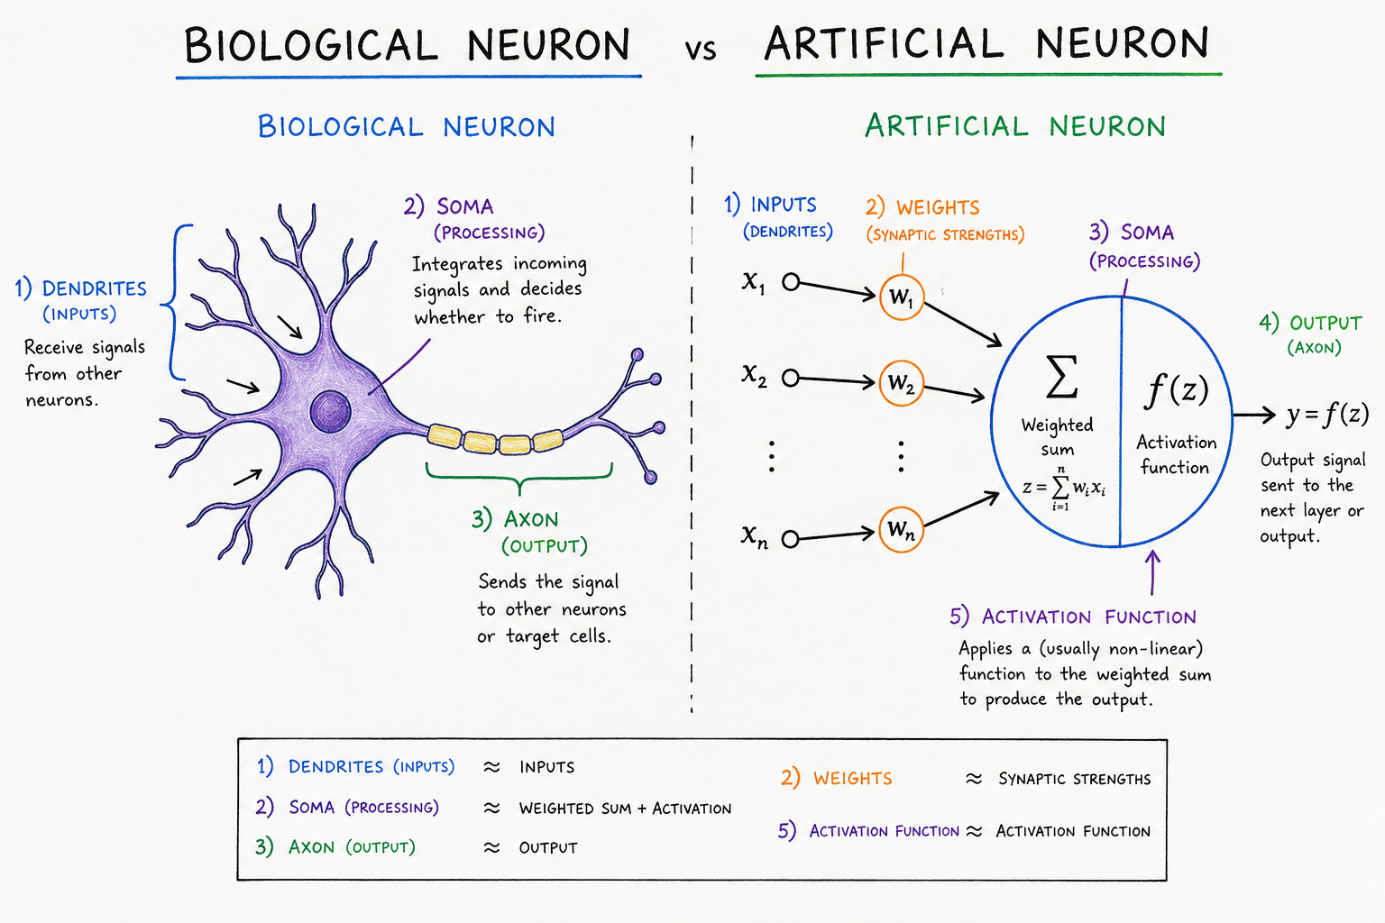 BIOLOGICAL NEURON vs ARTIFICIAL NEURON
BIOLOGICAL NEURON
1) DENDRITES
(INPUTS)
Receive signals
from other
neurons.
2) SOMA
(PROCESSING)
Integrates incoming
signals and decides
whether to fire.
3) AXON
(OUTPUT)
Sends the signal
to other neurons
or target cells.
ARTIFICIAL NEURON
1) INPUTS
(DENDRITES)
2) WEIGHTS
(SYNAPTIC STRENGTHS)
3) SOMA
(PROCESSING)
x₁
w₁
x₂
w₂
⋮
⋮
xₙ
wₙ
∑
Weighted
sum
z = ∑ᵢ₌₁ⁿ wᵢxᵢ
f(z)
Activation
function
4) OUTPUT
(AXON)
y = f(z)
Output signal
sent to the
next layer or
output.
5) ACTIVATION FUNCTION
Applies a (usually non-linear)
function to the weighted sum
to produce the output.
1) DENDRITES (INPUTS) ≈ INPUTS
2) SOMA (PROCESSING) ≈ WEIGHTED SUM + ACTIVATION
3) AXON (OUTPUT) ≈ OUTPUT
2) WEIGHTS ≈ SYNAPTIC STRENGTHS
5) ACTIVATION FUNCTION ≈ ACTIVATION FUNCTION